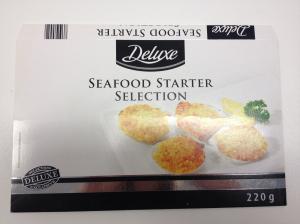 SEAFOOD STARTER
Deluxe
Deluxe
SEAFOOD STARTER
SELECTION
DELUXE
220g